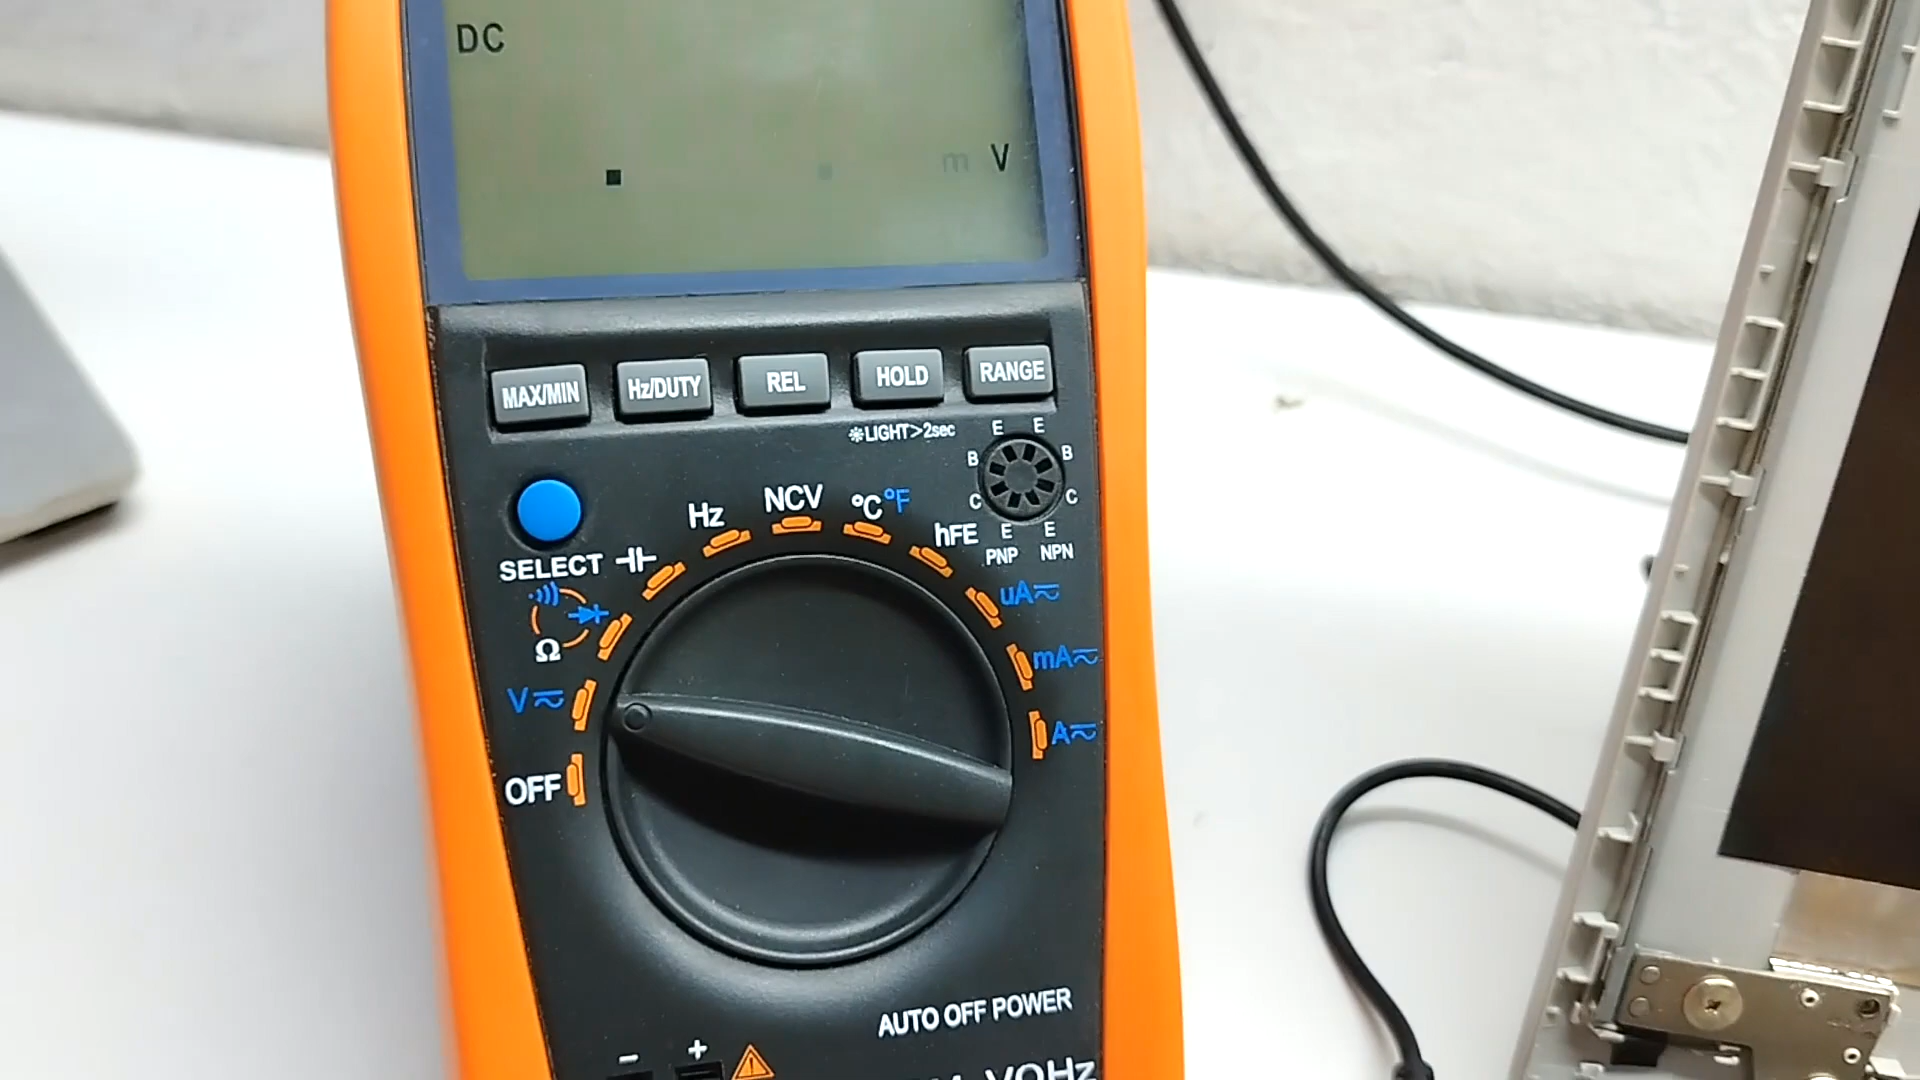 DC
m V
MAX/MIN Hz/DUTY REL HOLD RANGE
☀LIGHT>2sec
E E
B B
C C
E E
PNP NPN
SELECT
Hz NCV °C °F hFE
Ω
uA
mA
V
A
OFF
AUTO OFF POWER
- +